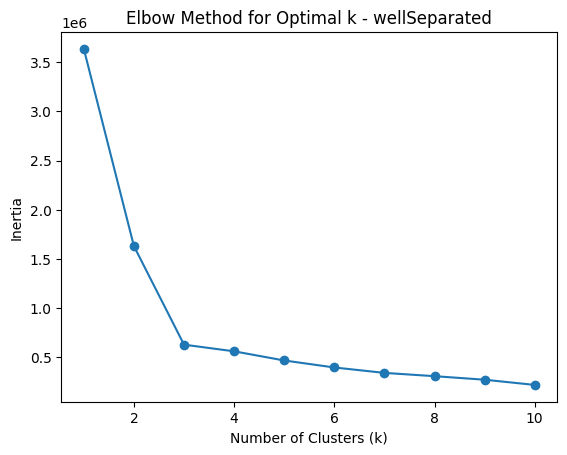 Elbow Method for Optimal k - wellSeparated
1e6
3.5
3.0
2.5
2.0
1.5
1.0
0.5
Inertia
2 4 6 8 10
Number of Clusters (k)